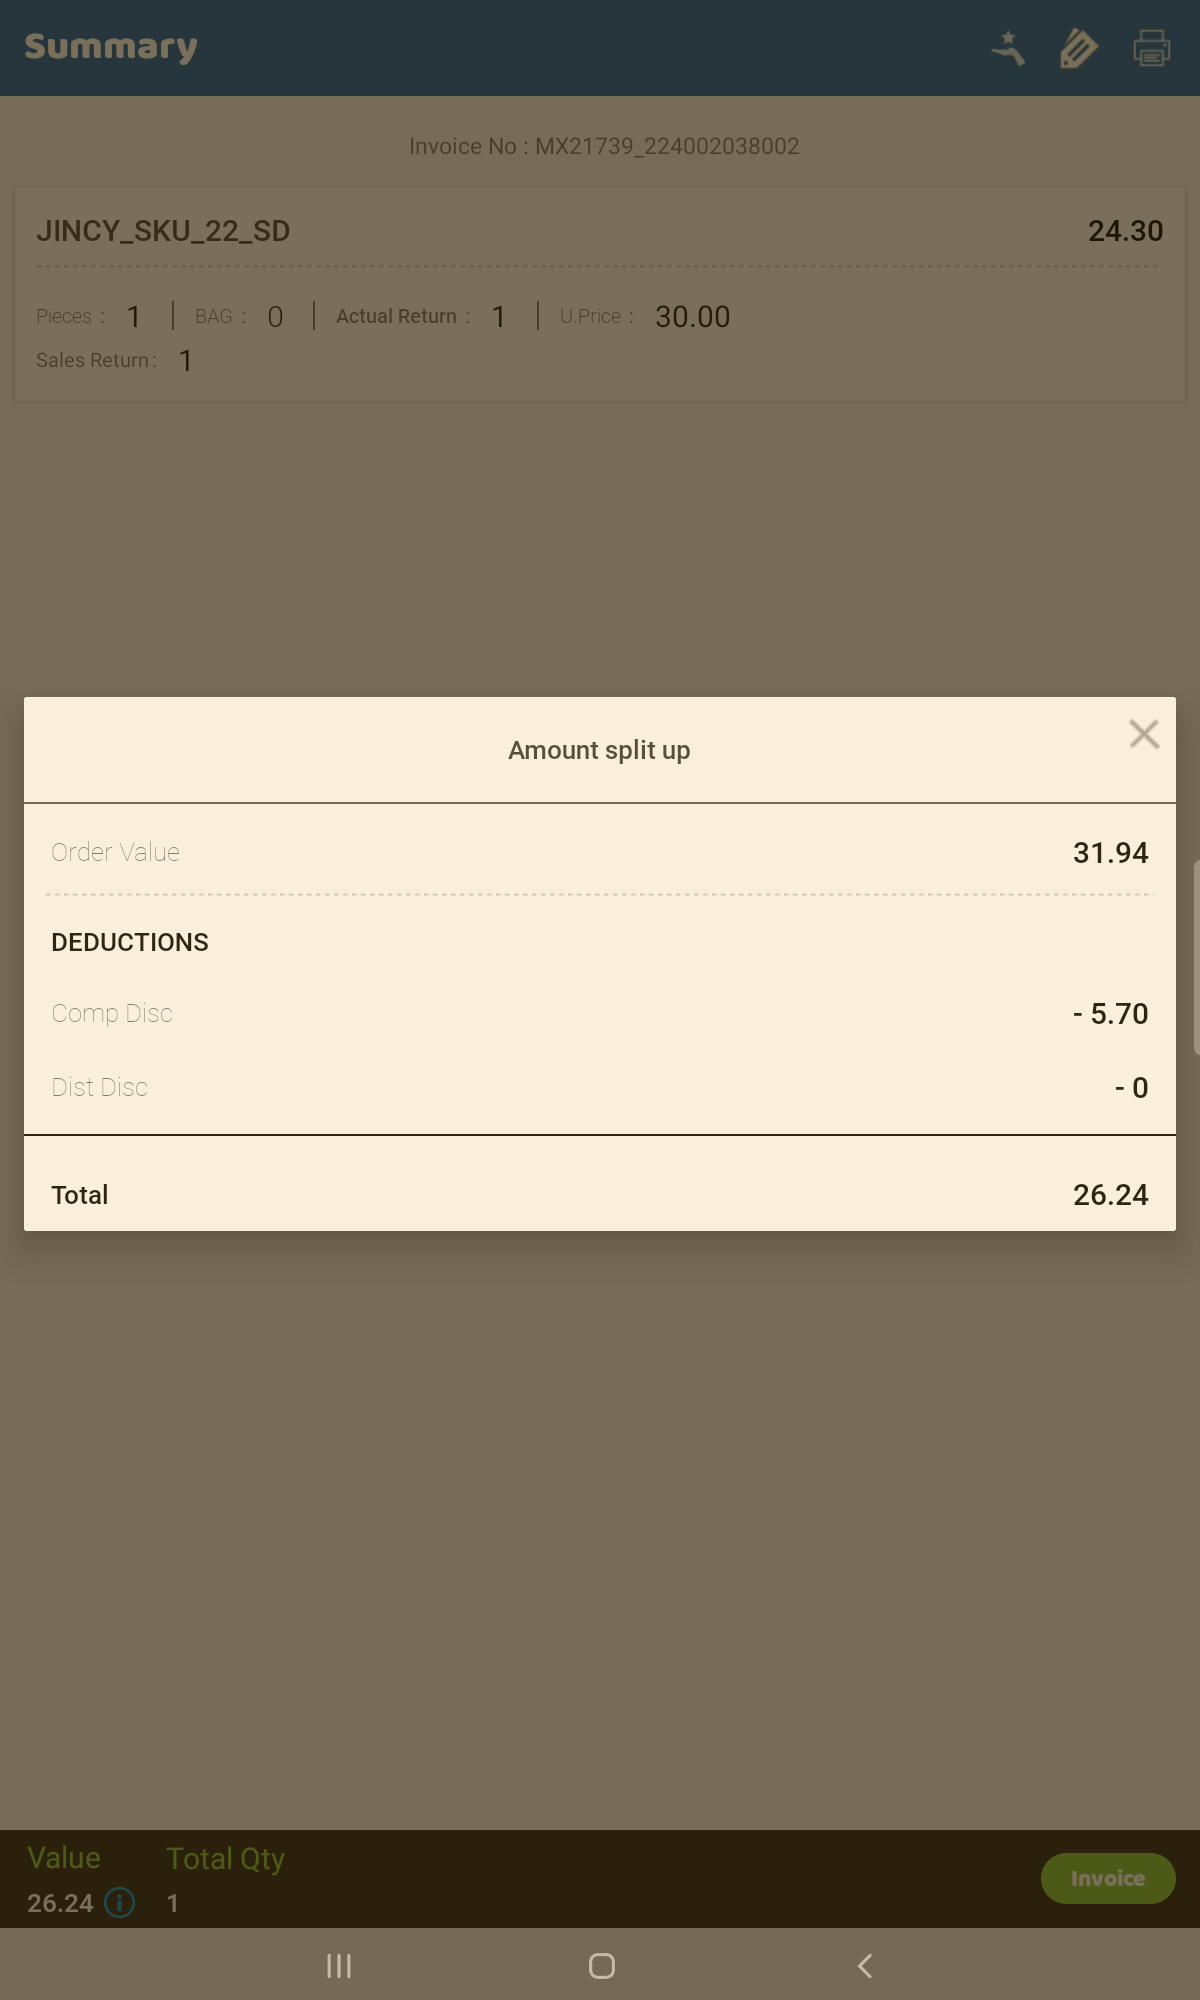 Summary
Invoice No : MX21739_224002038002
JINCY_SKU_22_SD 24.30
Pieces : 1 BAG : 0 Actual Return : 1 U.Price : 30.00
Sales Return : 1
Amount split up
Order Value 31.94
DEDUCTIONS
Comp Disc - 5.70
Dist Disc - 0
Total 26.24
Value Total Qty
26.24 1
Invoice